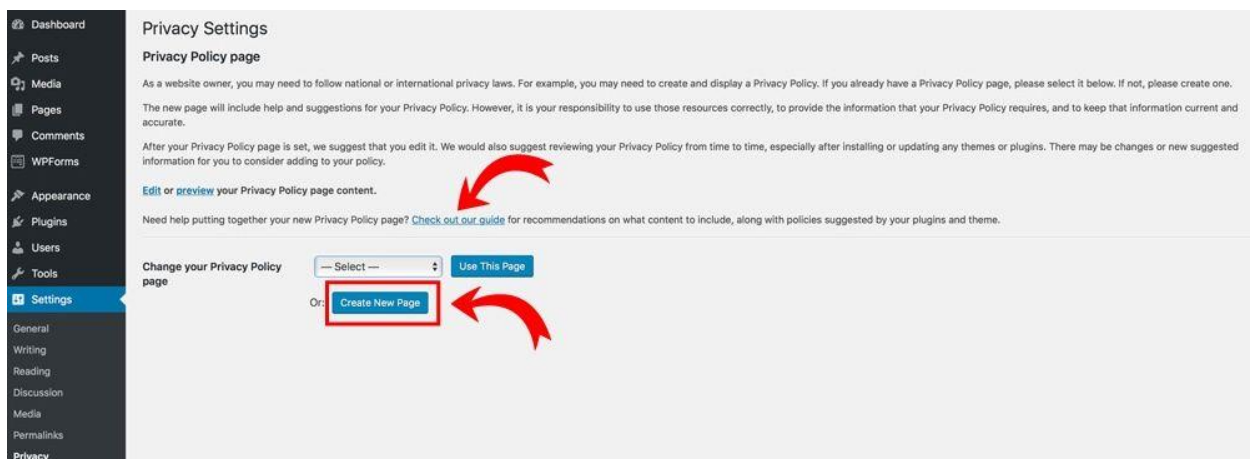 Dashboard
Posts
Media
Pages
Comments
WPForms
Appearance
Plugins
Users
Tools
Settings
General
Writing
Reading
Discussion
Media
Permalinks
Privacy
Privacy Settings
Privacy Policy page
As a website owner, you may need to follow national or international privacy laws. For example, you may need to create and display a Privacy Policy. If you already have a Privacy Policy page, please select it below. If not, please create one.
The new page will include help and suggestions for your Privacy Policy. However, it is your responsibility to use those resources correctly, to provide the information that your Privacy Policy requires, and to keep that information current and
accurate.
After your Privacy Policy page is set, we suggest that you edit it. We would also suggest reviewing your Privacy Policy from time to time, especially after installing or updating any themes or plugins. There may be changes or new suggested
information for you to consider adding to your policy.
Edit or preview your Privacy Policy page content.
Need help putting together your new Privacy Policy page? Check out our guide for recommendations on what content to include, along with policies suggested by your plugins and theme.
Change your Privacy Policy
page
— Select —
Use This Page
Or:
Create New Page